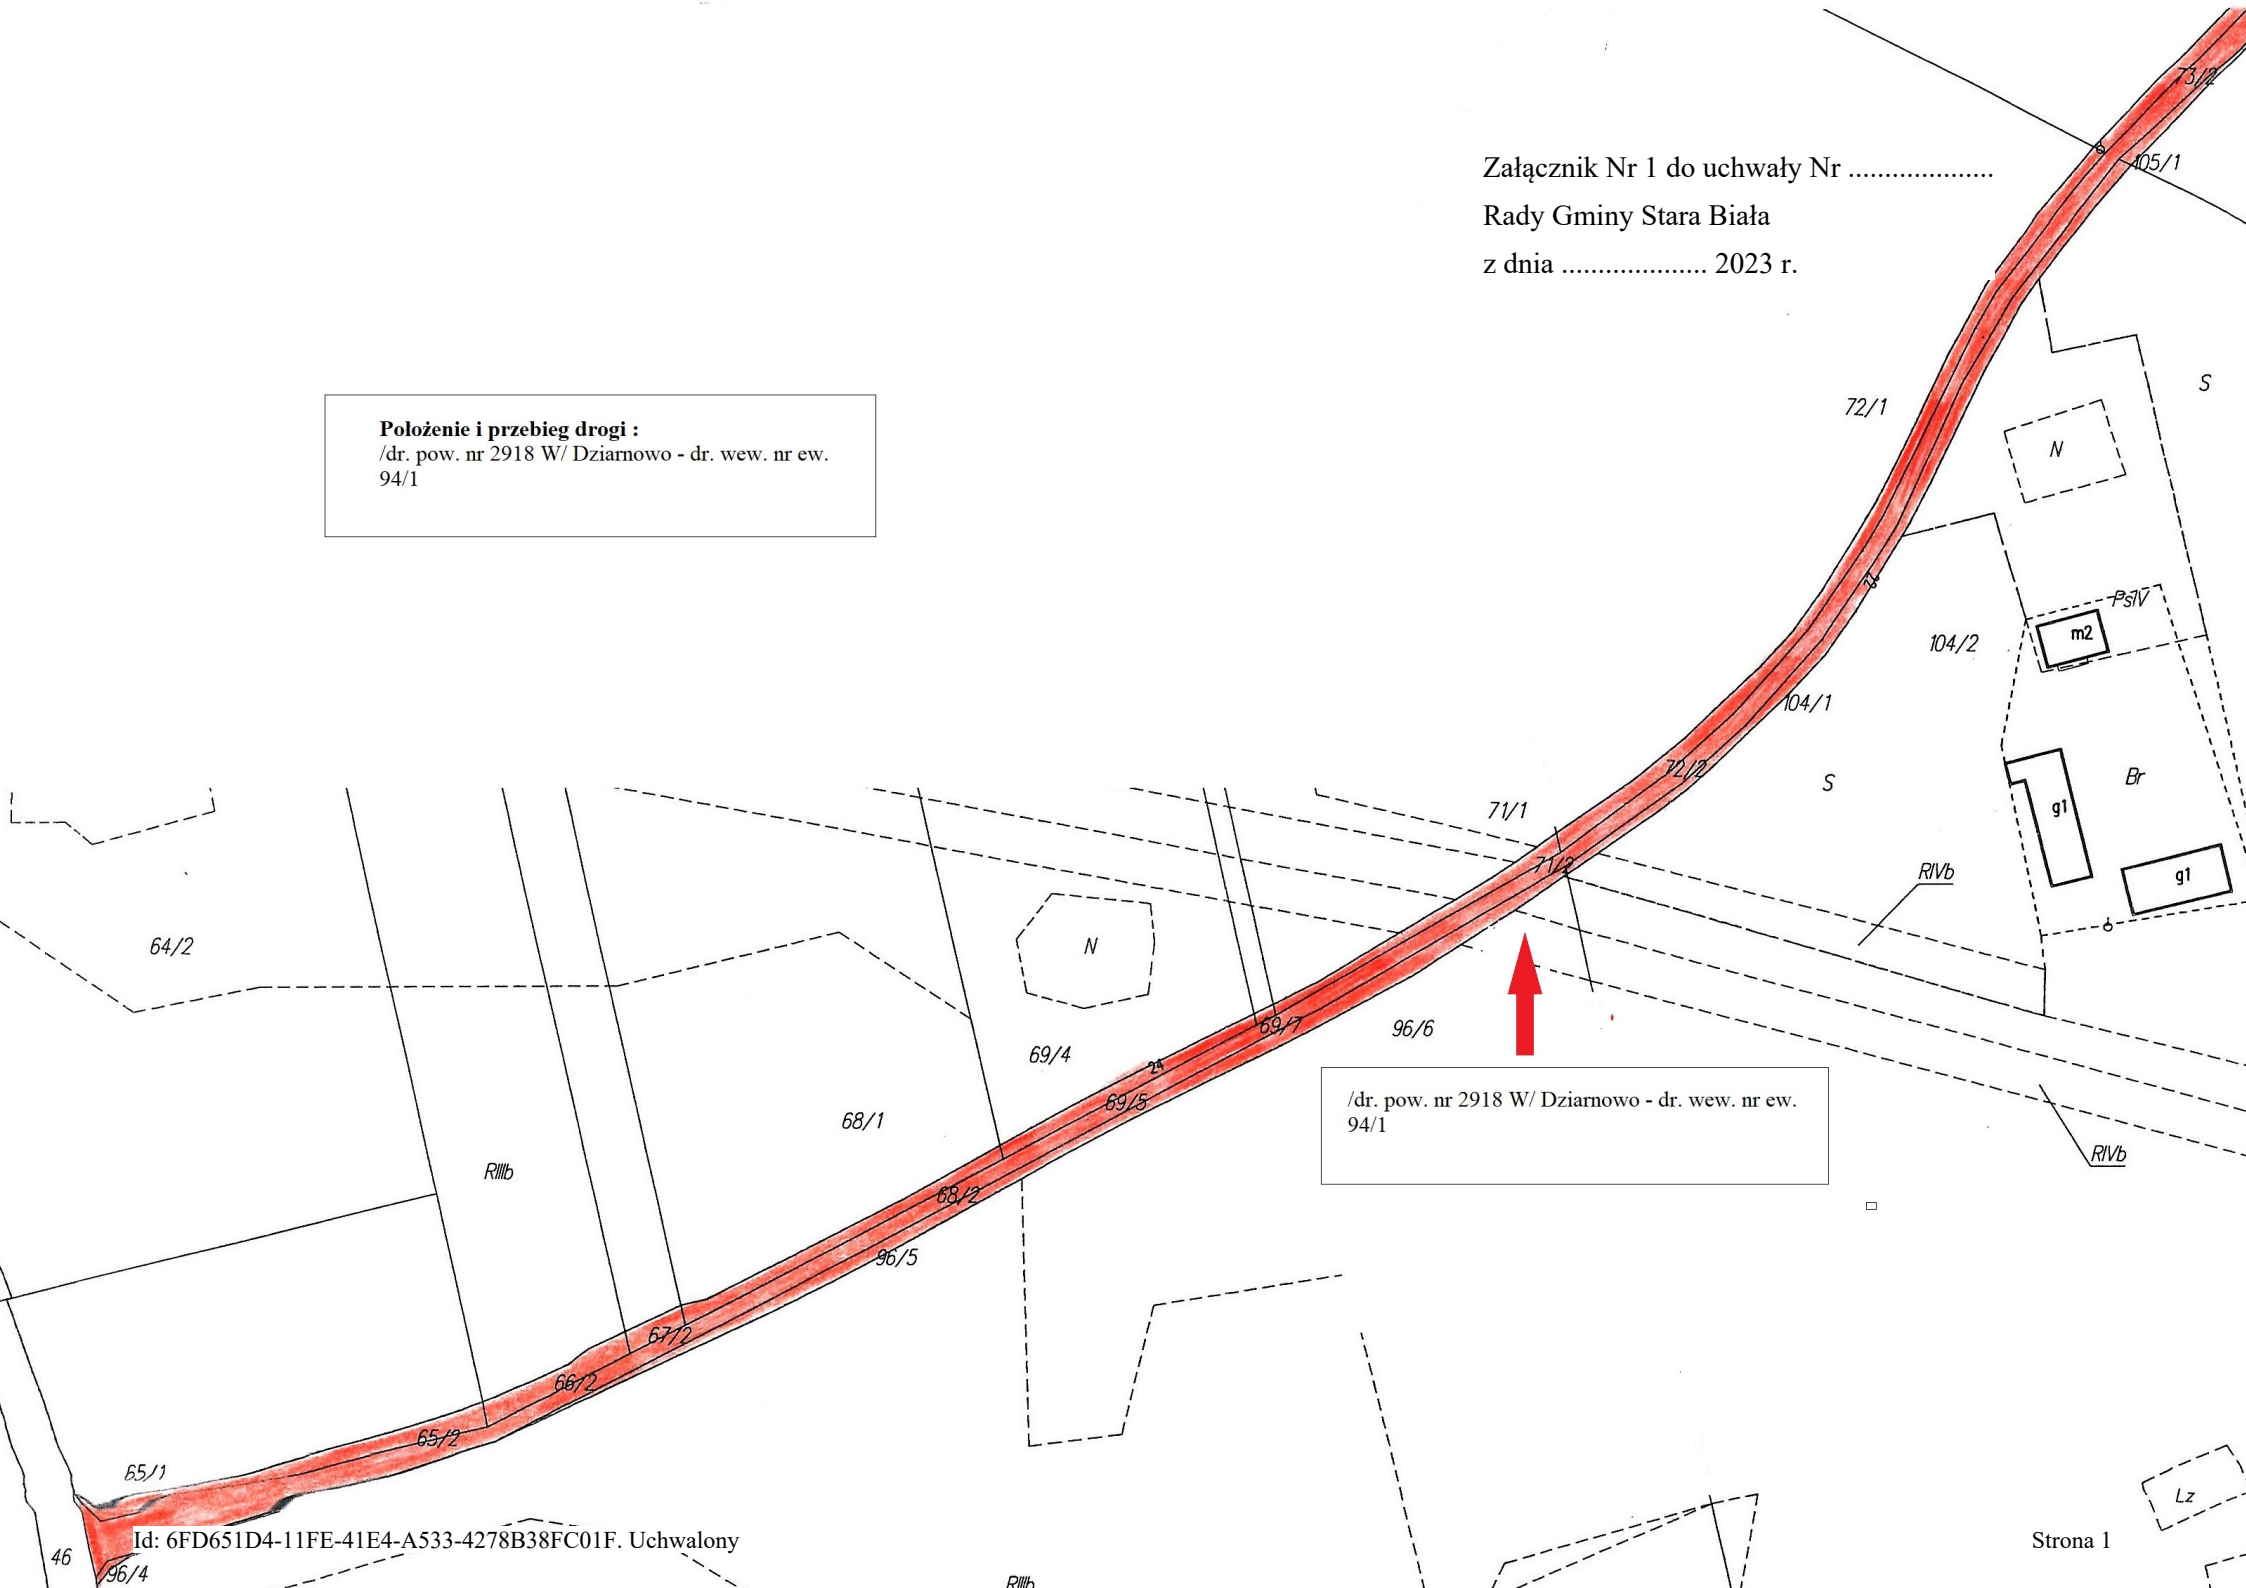 73/2
105/1
Załącznik Nr 1 do uchwały Nr ....................
Rady Gminy Stara Biała
z dnia .................... 2023 r.
S
72/1
Położenie i przebieg drogi :
/dr. pow. nr 2918 W/ Dziarnowo - dr. wew. nr ew.
94/1
N
PsIV
m2
104/2
104/1
72/2
S
Br
71/1
g1
71/2
RIVb
g1
64/2
N
69/7
96/6
69/4
24
69/5
/dr. pow. nr 2918 W/ Dziarnowo - dr. wew. nr ew.
94/1
68/1
RIVb
RIIIb
68/2
96/5
67/2
66/2
65/2
65/1
Lz
Id: 6FD651D4-11FE-41E4-A533-4278B38FC01F. Uchwalony
Strona 1
46
96/4
RIIIb